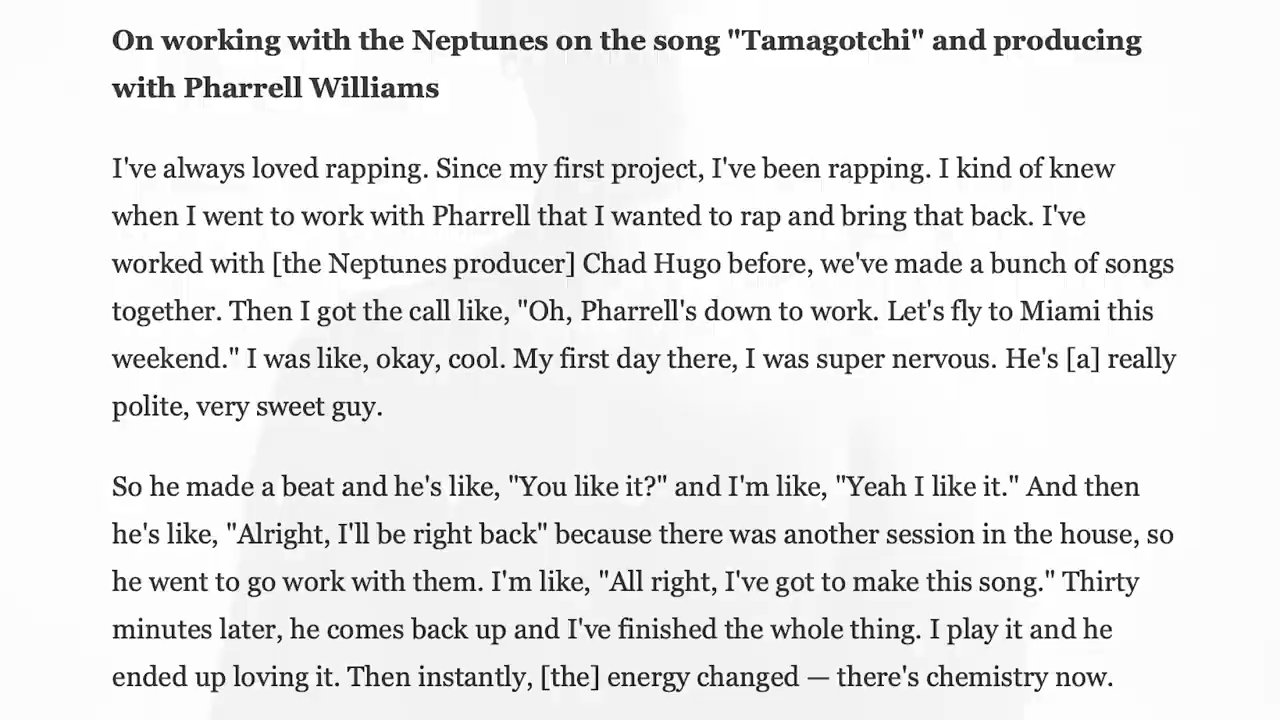 On working with the Neptunes on the song "Tamagotchi" and producing
with Pharrell Williams
I've always loved rapping. Since my first project, I've been rapping. I kind of knew
when I went to work with Pharrell that I wanted to rap and bring that back. I've
worked with [the Neptunes producer] Chad Hugo before, we've made a bunch of songs
together. Then I got the call like, "Oh, Pharrell's down to work. Let's fly to Miami this
weekend." I was like, okay, cool. My first day there, I was super nervous. He's [a] really
polite, very sweet guy.
So he made a beat and he's like, "You like it?" and I'm like, "Yeah I like it." And then
he's like, "Alright, I'll be right back" because there was another session in the house, so
he went to go work with them. I'm like, "All right, I've got to make this song." Thirty
minutes later, he comes back up and I've finished the whole thing. I play it and he
ended up loving it. Then instantly, [the] energy changed — there's chemistry now.